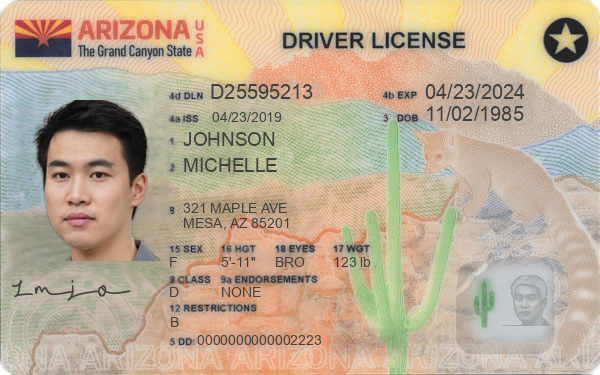 ARIZONA USA
The Grand Canyon State
DRIVER LICENSE
4d DLN D25595213
4b EXP 04/23/2024
4a ISS 04/23/2019
3 DOB 11/02/1985
1 JOHNSON
2 MICHELLE
8 321 MAPLE AVE
MESA, AZ 85201
15 SEX 16 HGT 18 EYES 17 WGT
F 5'-11" BRO 123 lb
9 CLASS 9a ENDORSEMENTS
D NONE
12 RESTRICTIONS
B
5 DD: 0000000000002223
ARIZONA ARIZONA ARIZONA ARIZONA